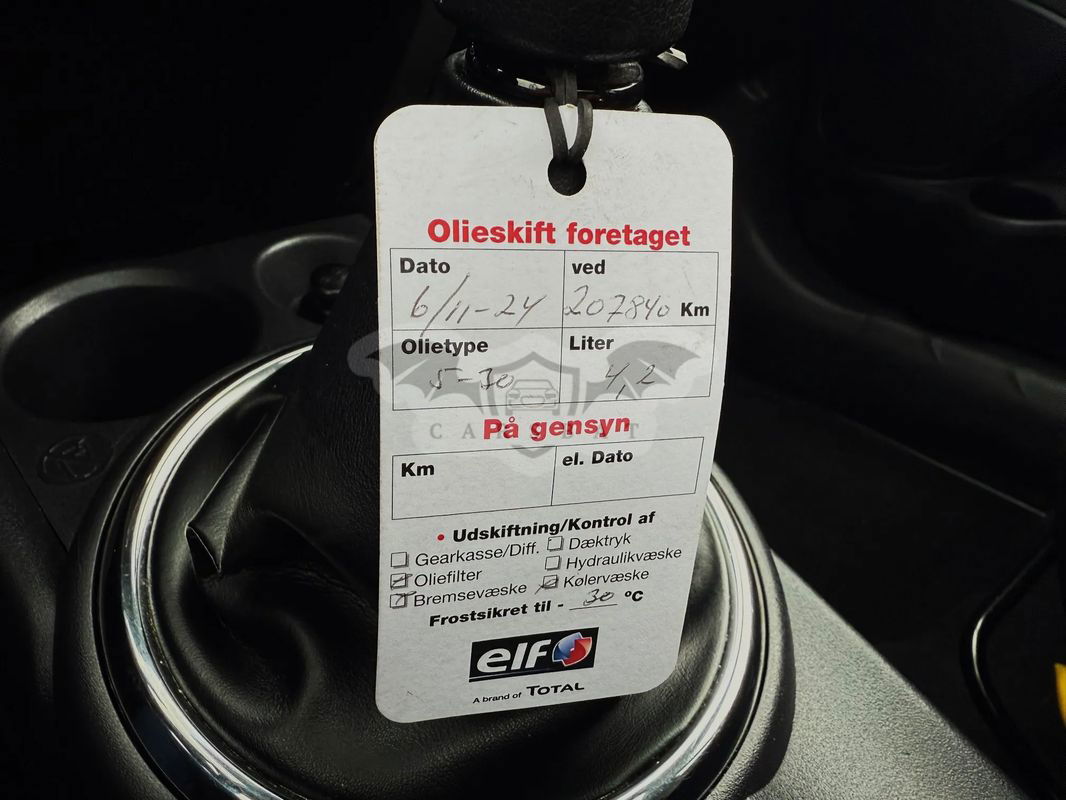 Olieskift foretaget
Dato ved
6/11-24 207840 Km
Olietype Liter
5-30 4,2
På gensyn
CARSBAT
Km el. Dato
• Udskiftning/Kontrol af
Gearkasse/Diff. Dæktryk
Oliefilter Hydraulikvæske
Bremsevæske Kølervæske
Frostsikret til - 30 °C
elf
A brand of TOTAL